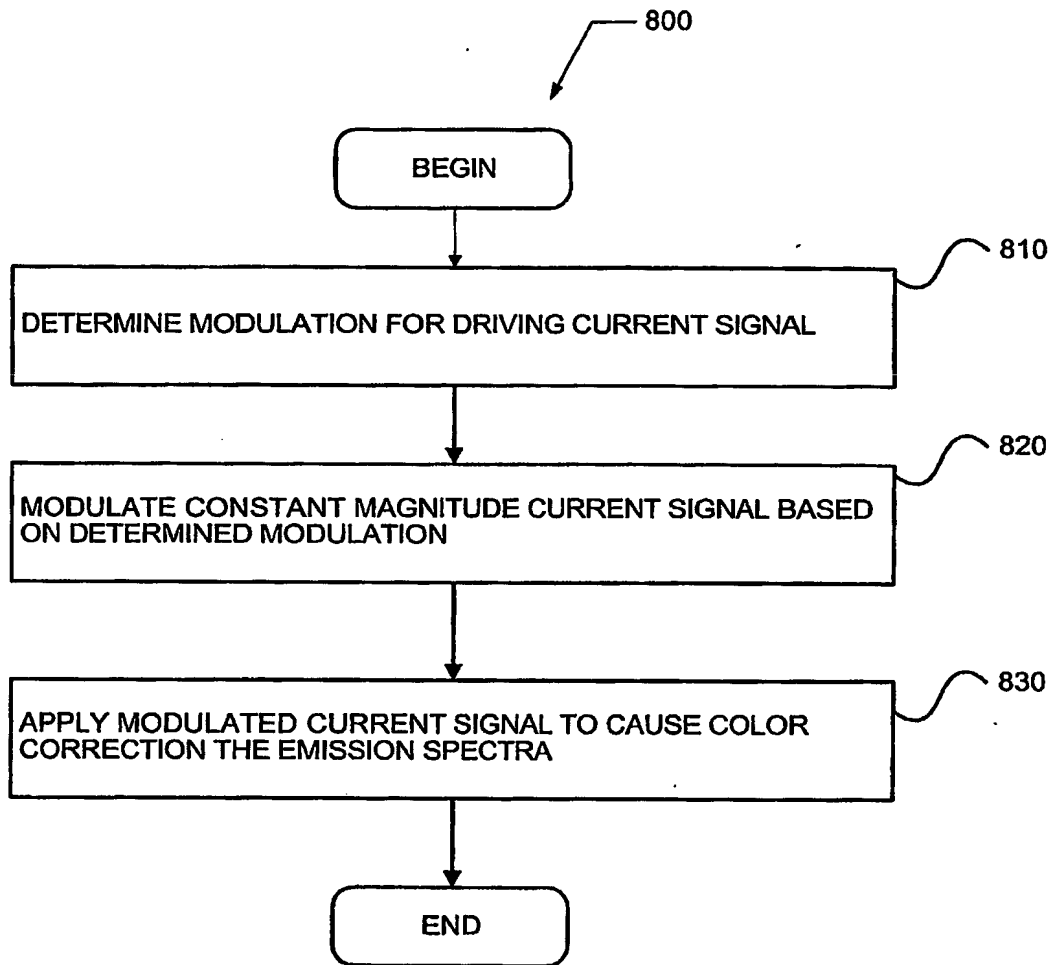 800
BEGIN
810
DETERMINE MODULATION FOR DRIVING CURRENT SIGNAL
820
MODULATE CONSTANT MAGNITUDE CURRENT SIGNAL BASED
ON DETERMINED MODULATION
830
APPLY MODULATED CURRENT SIGNAL TO CAUSE COLOR
CORRECTION THE EMISSION SPECTRA
END